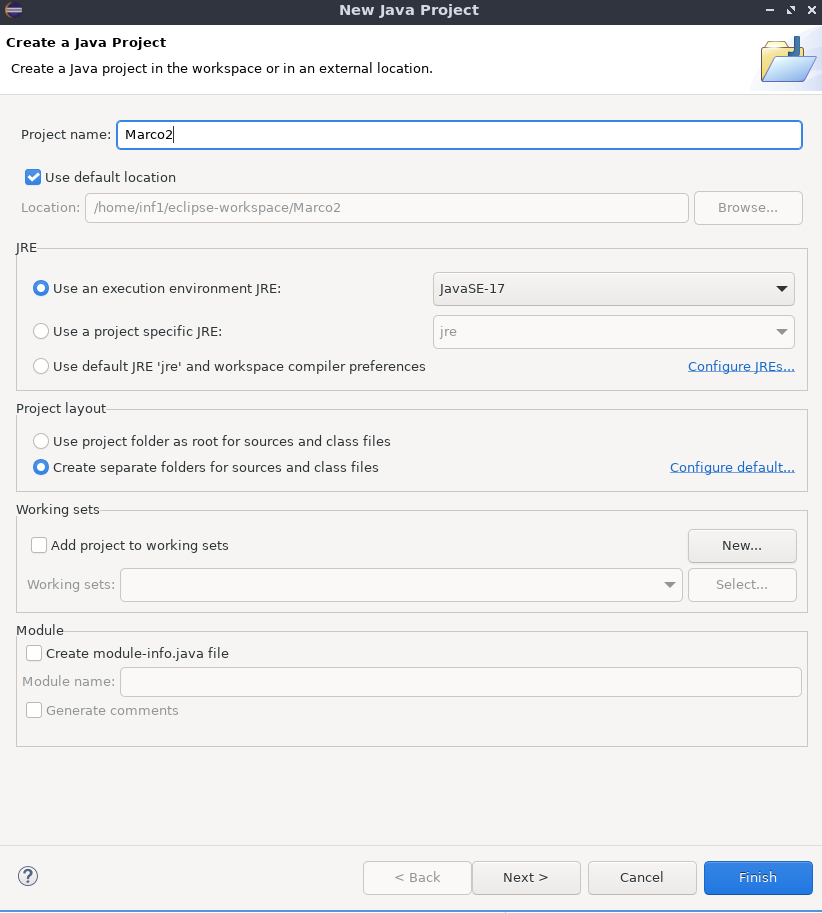 New Java Project
Create a Java Project
Create a Java project in the workspace or in an external location.
Project name: Marco2
Use default location
Location: /home/inf1/eclipse-workspace/Marco2 Browse...
JRE
Use an execution environment JRE: JavaSE-17
Use a project specific JRE: jre
Use default JRE 'jre' and workspace compiler preferences Configure JREs...
Project layout
Use project folder as root for sources and class files
Create separate folders for sources and class files Configure default...
Working sets
Add project to working sets New...
Working sets: Select...
Module
Create module-info.java file
Module name:
Generate comments
? < Back Next > Cancel Finish